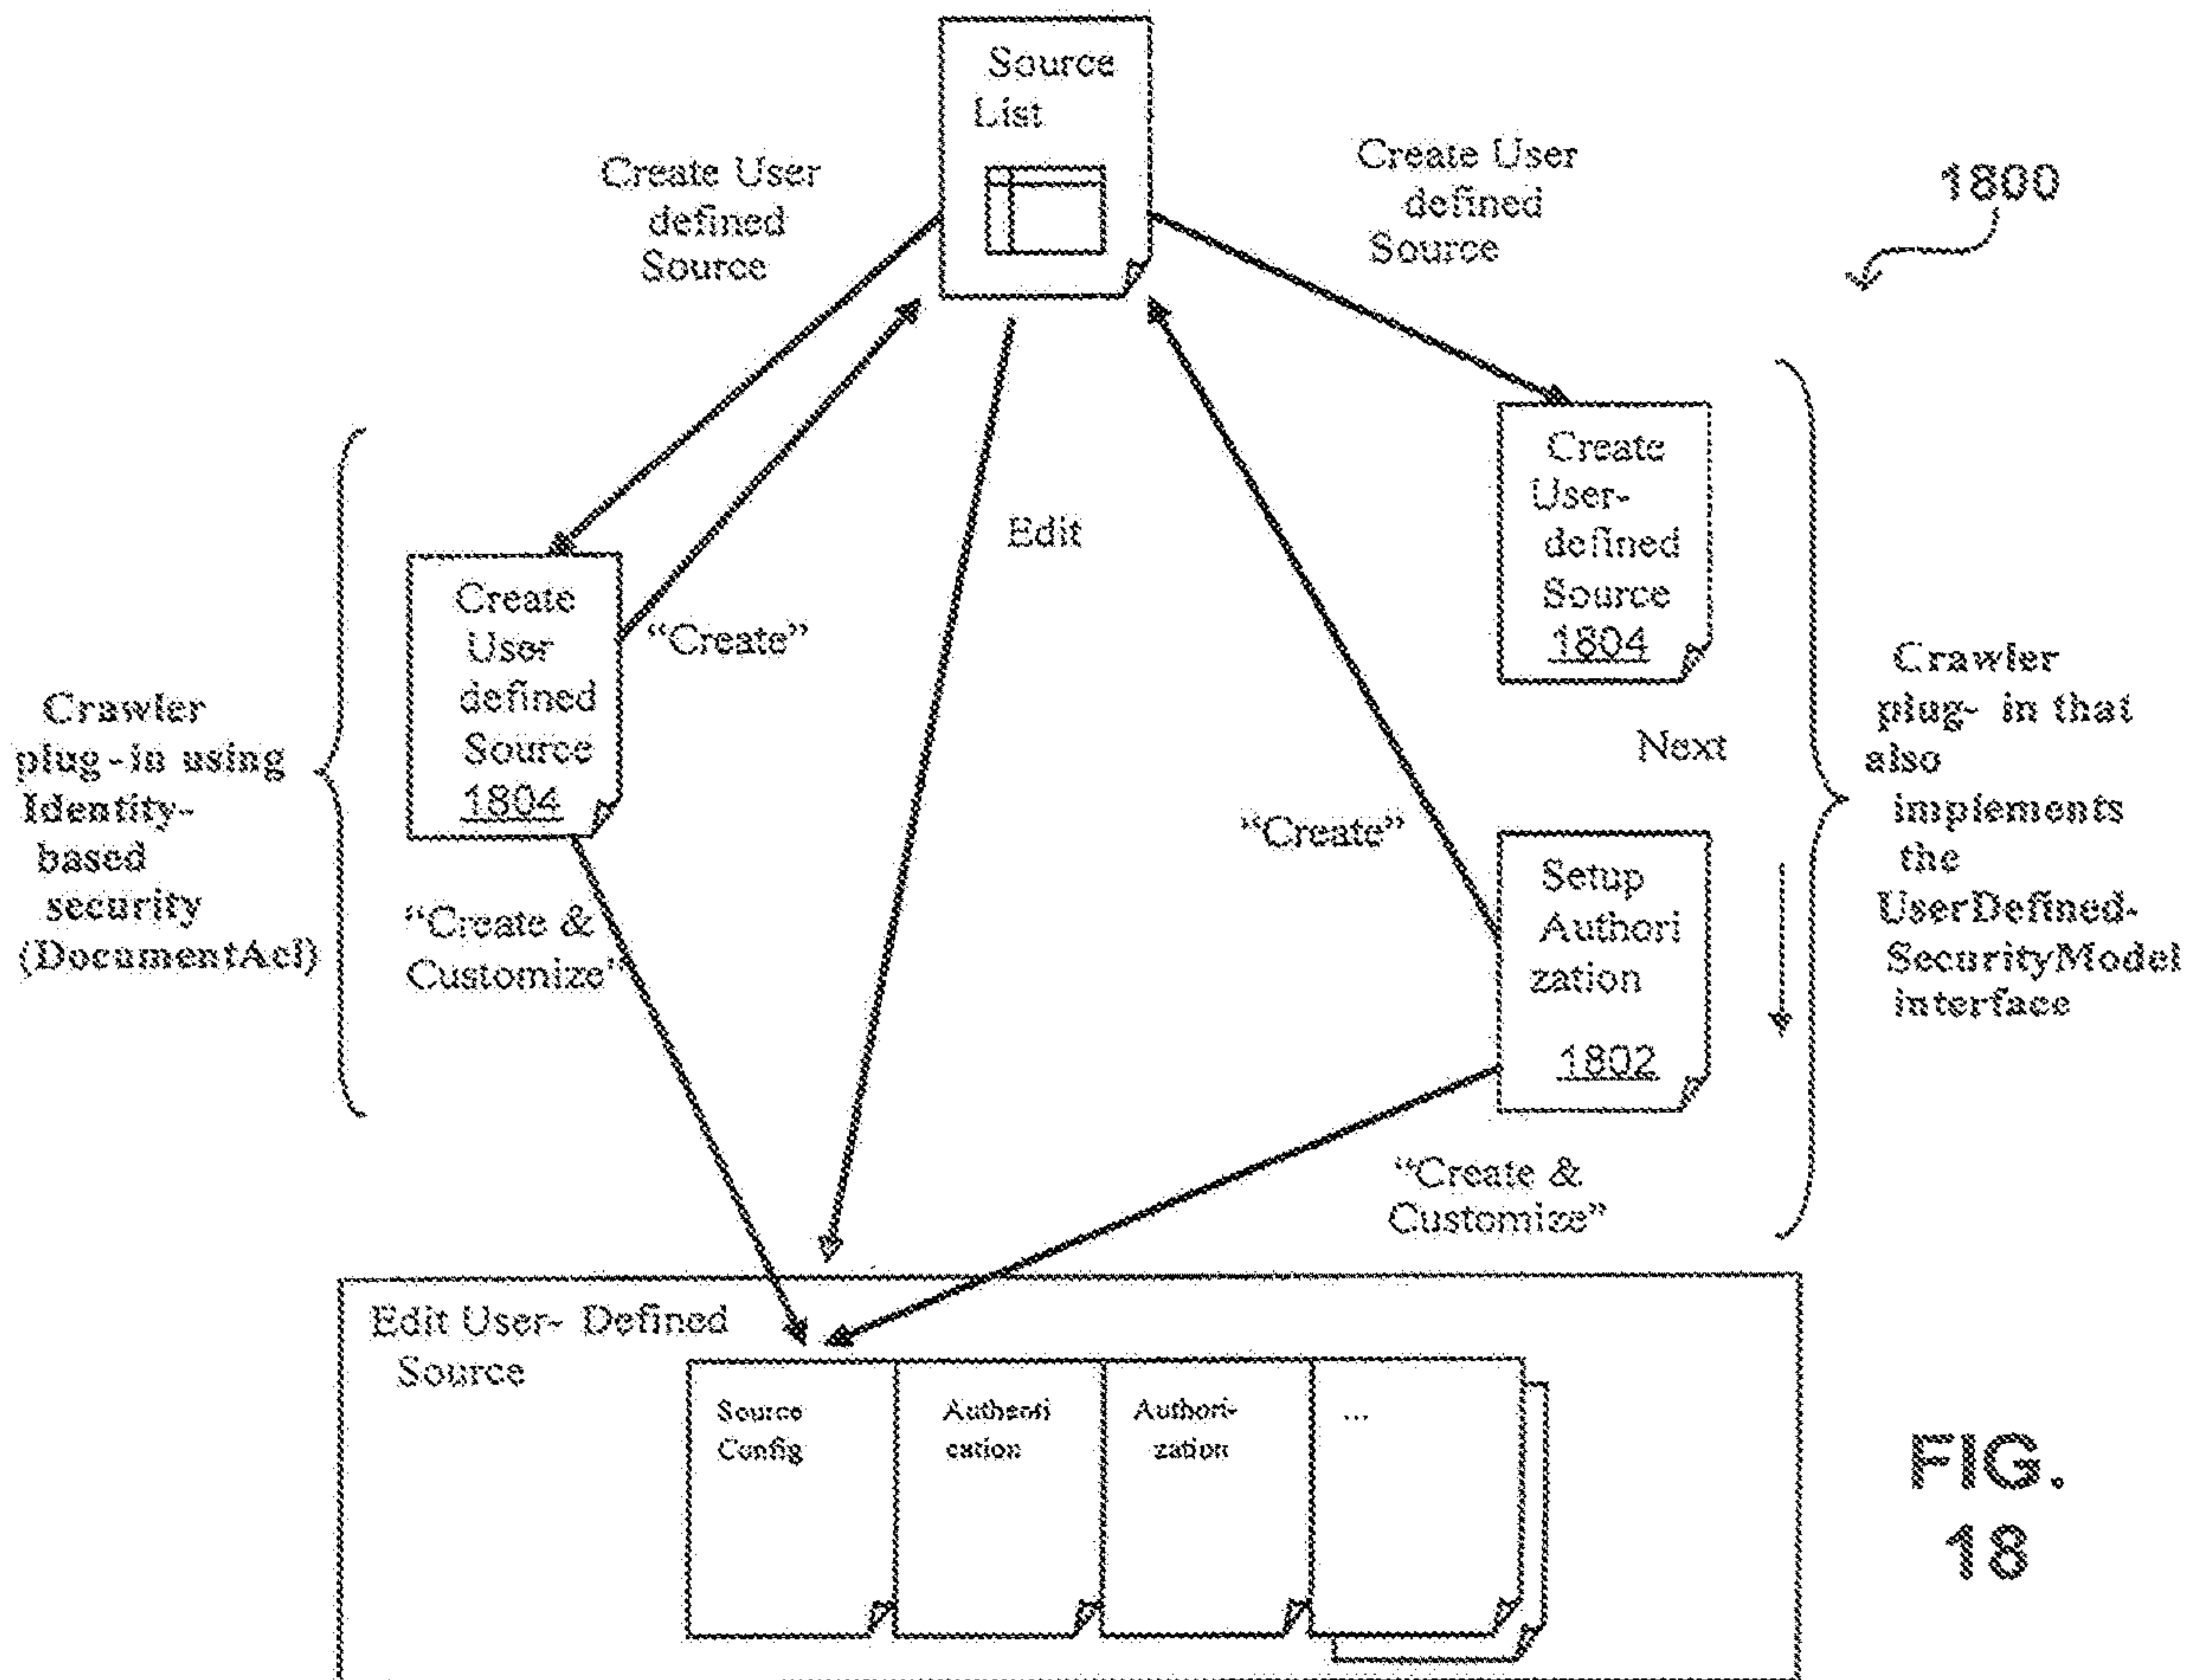 Source
List
Create User
defined
Source
Create User
defined
Source
1800
Create
User-
defined
Source
1804
Edit
Create
User
defined
Source
1804
“Create”
Crawler
plug-in using
Identity-
based
security
(DocumentAcl)
Next
Crawler
plug- in that
also
implements
the
UserDefined-
SecurityModel
interface
“Create”
Setup
Authori
zation
1802
“Create &
Customize”
“Create &
Customize”
Edit User- Defined
Source
Source
Config
Authenti
cation
Authori-
zation
...
FIG.
18